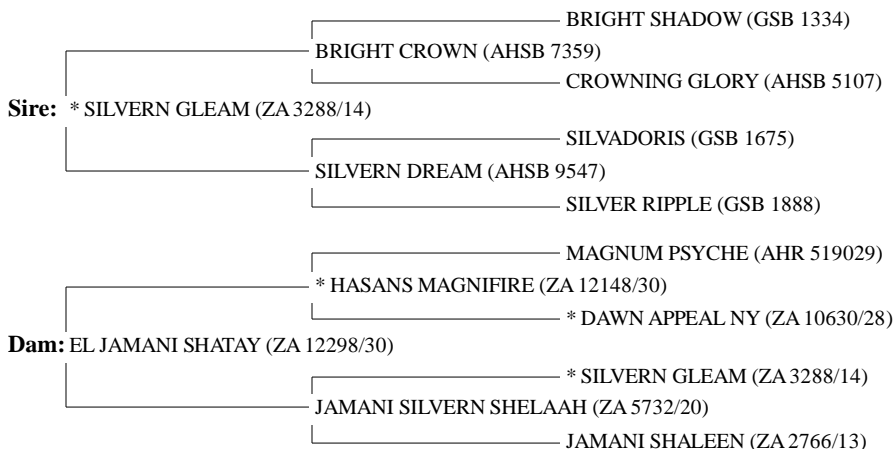 BRIGHT SHADOW (GSB 1334)
BRIGHT CROWN (AHSB 7359)
CROWNING GLORY (AHSB 5107)
Sire: * SILVERN GLEAM (ZA 3288/14)
SILVADORIS (GSB 1675)
SILVERN DREAM (AHSB 9547)
SILVER RIPPLE (GSB 1888)
MAGNUM PSYCHE (AHR 519029)
* HASANS MAGNIFIRE (ZA 12148/30)
* DAWN APPEAL NY (ZA 10630/28)
Dam: EL JAMANI SHATAY (ZA 12298/30)
* SILVERN GLEAM (ZA 3288/14)
JAMANI SILVERN SHELAAH (ZA 5732/20)
JAMANI SHALEEN (ZA 2766/13)